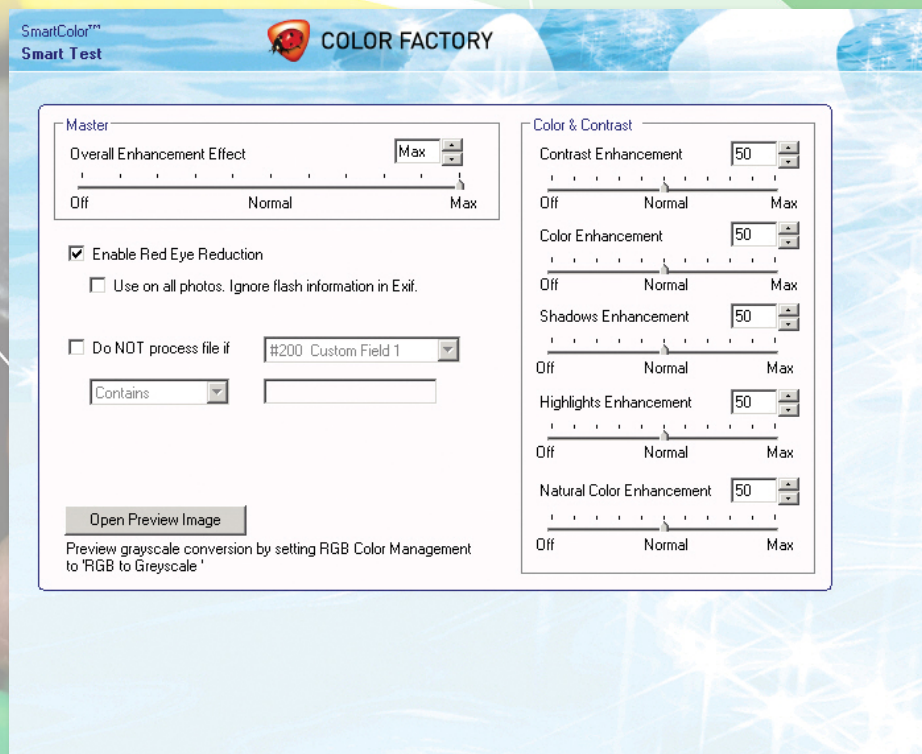 SmartColor™
Smart Test
COLOR FACTORY
Master
Overall Enhancement Effect Max
Off Normal Max
Enable Red Eye Reduction
Use on all photos. Ignore flash information in Exif.
Do NOT process file if #200 Custom Field 1
Contains
Open Preview Image
Preview grayscale conversion by setting RGB Color Management
to 'RGB to Greyscale '
Color & Contrast
Contrast Enhancement 50
Off Normal Max
Color Enhancement 50
Off Normal Max
Shadows Enhancement 50
Off Normal Max
Highlights Enhancement 50
Off Normal Max
Natural Color Enhancement 50
Off Normal Max